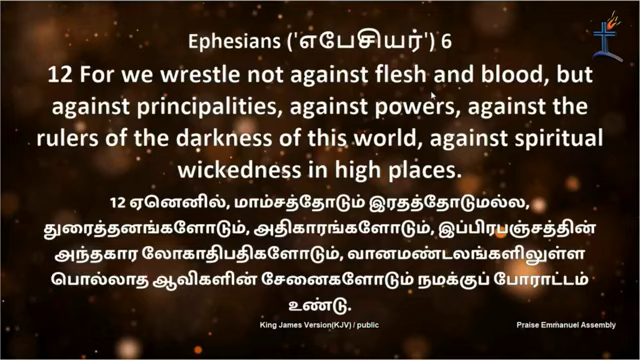 Ephesians ('எபேசியர்') 6
12 For we wrestle not against flesh and blood, but
against principalities, against powers, against the
rulers of the darkness of this world, against spiritual
wickedness in high places.
12 ஏனெனில், மாம்சத்தோடும் இரதத்தோடுமல்ல,
துரைத்தனங்களோடும், அதிகாரங்களோடும், இப்பிரபஞ்சத்தின்
அந்தகார லோகாதிபதிகளோடும், வானமண்டலங்களிலுள்ள
பொல்லாத ஆவிகளின் சேனைகளோடும் நமக்குப் போராட்டம்
உண்டு.
King James Version(KJV) / public
Praise Emmanuel Assembly